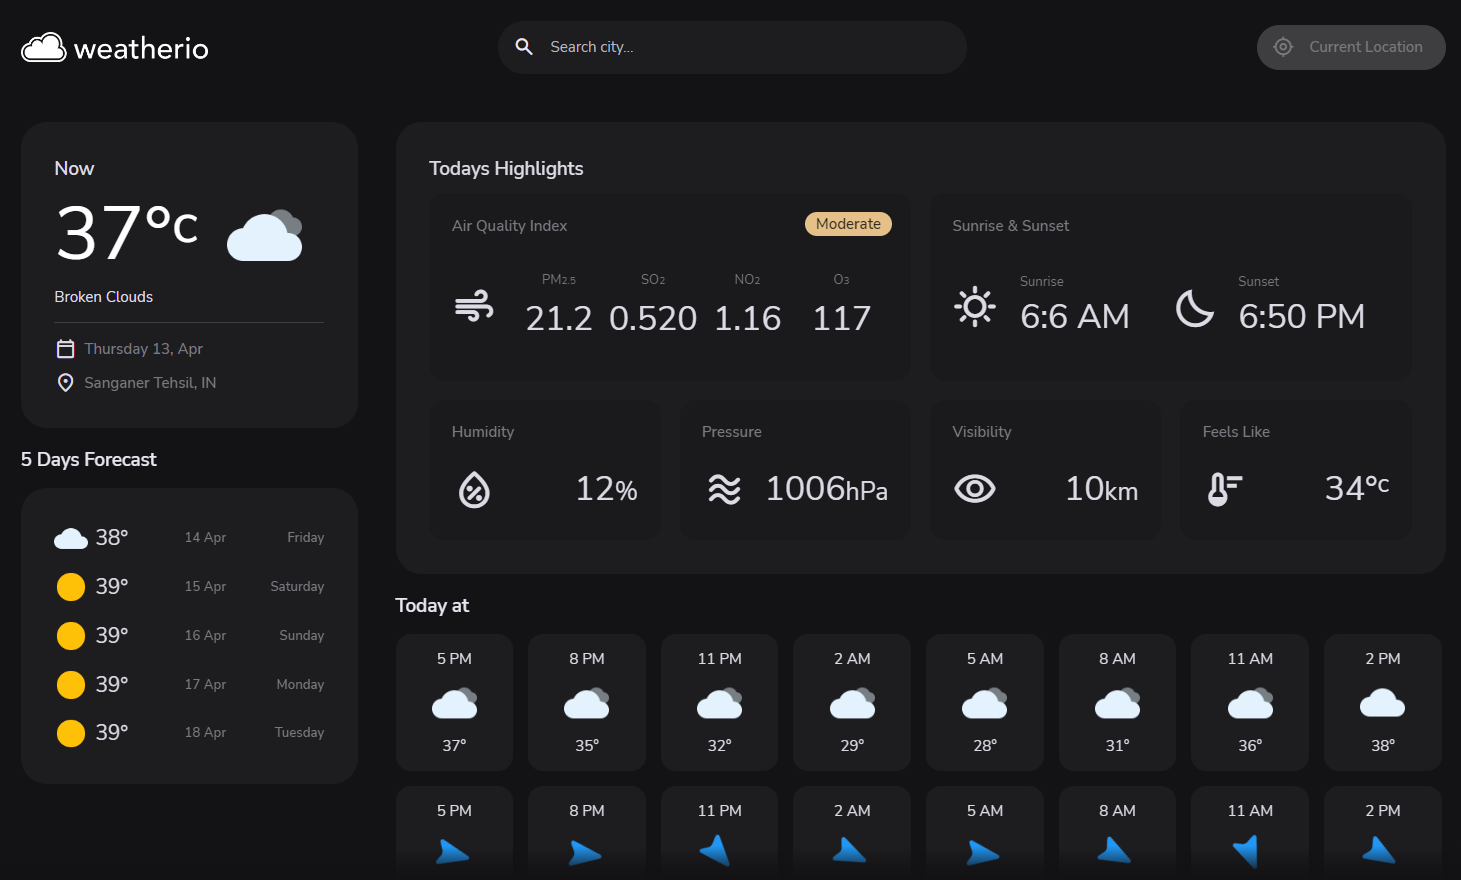 weatherio
Search city...
Current Location
Now
37°c
Broken Clouds
Thursday 13, Apr
Sanganer Tehsil, IN
5 Days Forecast
38° 14 Apr Friday
39° 15 Apr Saturday
39° 16 Apr Sunday
39° 17 Apr Monday
39° 18 Apr Tuesday
Todays Highlights
Air Quality Index Moderate
PM2.5 SO2 NO2 O3
21.2 0.520 1.16 117
Sunrise & Sunset
Sunrise Sunset
6:6 AM 6:50 PM
Humidity
12%
Pressure
1006hPa
Visibility
10km
Feels Like
34°c
Today at
5 PM 8 PM 11 PM 2 AM 5 AM 8 AM 11 AM 2 PM
37° 35° 32° 29° 28° 31° 36° 38°
5 PM 8 PM 11 PM 2 AM 5 AM 8 AM 11 AM 2 PM